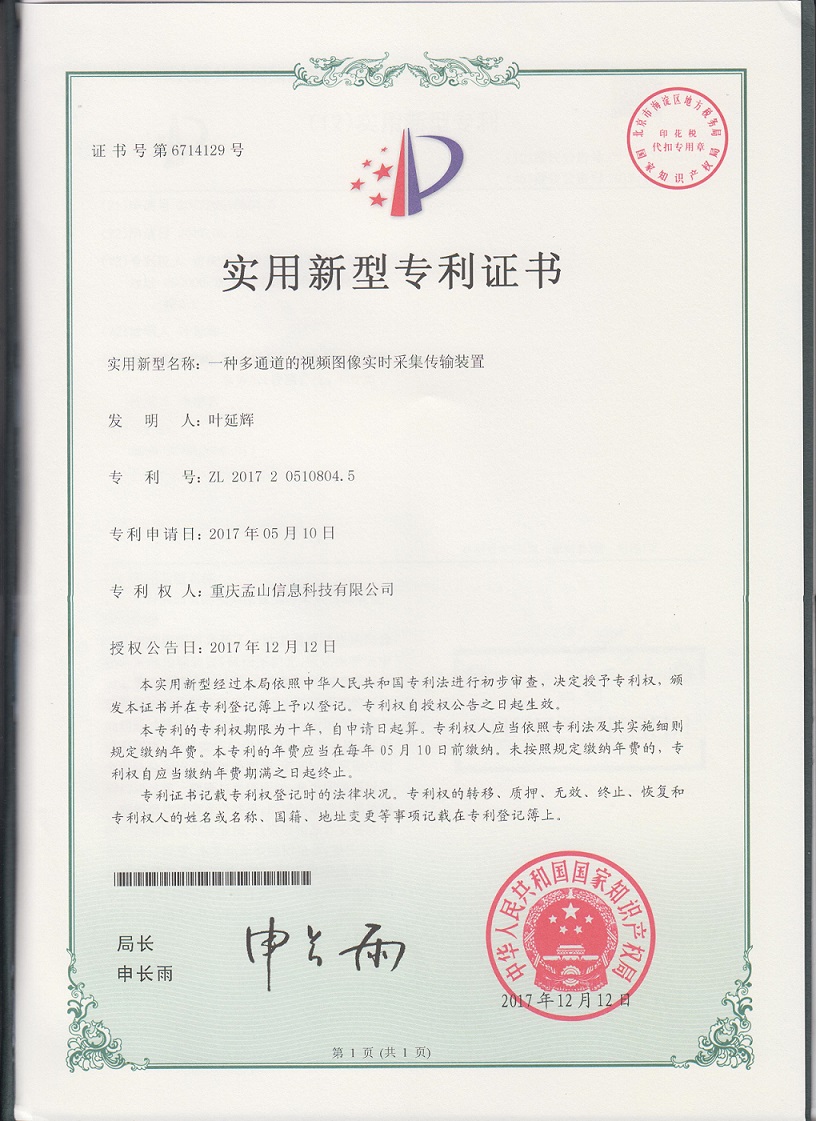 证书号第6714129号
北京市海淀区地方税务局
印花税
代扣专用章
国家知识产权局
实用新型专利证书
实用新型名称：一种多通道的视频图像实时采集传输装置
发明人：叶延辉
专利号：ZL 2017 2 0510804.5
专利申请日：2017年05月10日
专利权人：重庆孟山信息科技有限公司
授权公告日：2017年12月12日
本实用新型经过本局依照中华人民共和国专利法进行初步审查，决定授予专利权，颁
发本证书并在专利登记簿上予以登记。专利权自授权公告之日起生效。
本专利的专利权期限为十年，自申请日起算。专利权人应当依照专利法及其实施细则
规定缴纳年费。本专利的年费应当在每年05月10日前缴纳。未按照规定缴纳年费的，专
利权自应当缴纳年费期满之日起终止。
专利证书记载专利权登记时的法律状况。专利权的转移、质押、无效、终止、恢复和
专利权人的姓名或名称、国籍、地址变更等事项记载在专利登记簿上。
局长
申长雨
申长雨
中华人民共和国国家知识产权局
2017年12月12日
第1页(共1页)